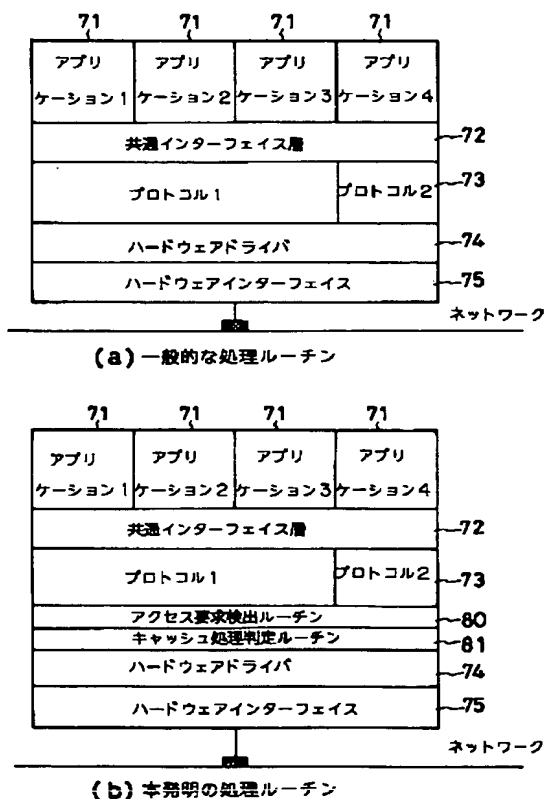 71 71 71 71
アプリ アプリ アプリ アプリ
ケーション1 ケーション2 ケーション3 ケーション4
共通インターフェイス層 72
プロトコル1 プロトコル2 73
ハードウェアドライバ 74
ハードウェアインターフェイス 75
ネットワーク
(a)一般的な処理ルーチン
71 71 71 71
アプリ アプリ アプリ アプリ
ケーション1 ケーション2 ケーション3 ケーション4
共通インターフェイス層 72
プロトコル1 プロトコル2 73
アクセス要求検出ルーチン 80
キャッシュ処理判定ルーチン 81
ハードウェアドライバ 74
ハードウェアインターフェイス 75
ネットワーク
(b)本発明の処理ルーチン